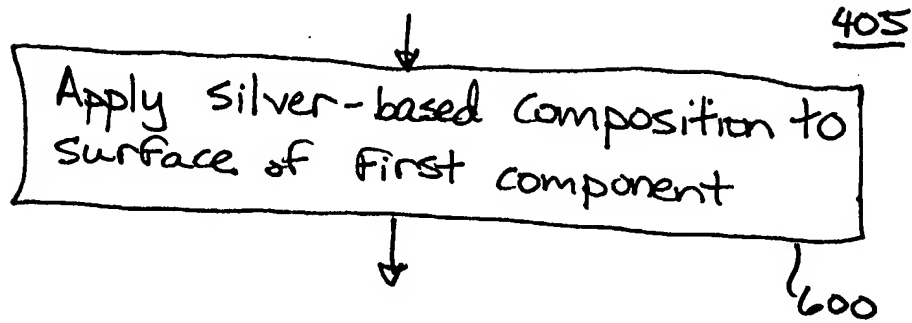 405
Apply silver-based composition to
surface of first component
600